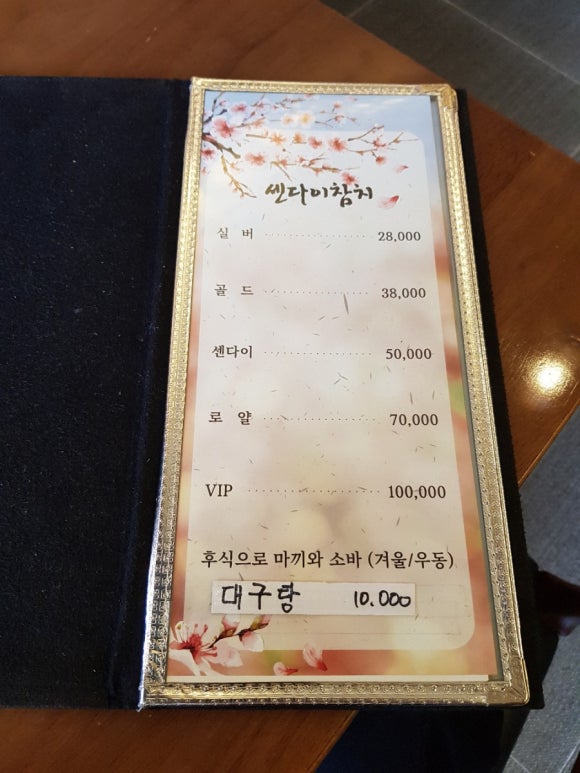 센다이참치
실 버 28,000
골 드 38,000
센다이 50,000
로 얄 70,000
VIP 100,000
후식으로 마끼와 소바 (겨울/우동)
대구탕 10.000